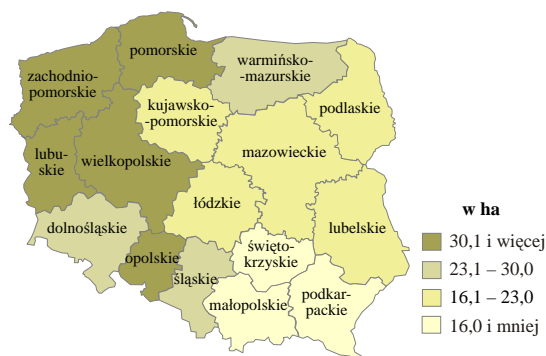 pomorskie
warmińsko-
-mazurskie
zachodnio-
pomorskie
kujawsko-
-pomorskie
podlaskie
lubu-
skie
wielkopolskie
mazowieckie
łódzkie
dolnośląskie
lubelskie
opolskie
śląskie
święto-
krzyskie
małopolskie
podkar-
packie
w ha
30,1 i więcej
23,1 – 30,0
16,1 – 23,0
16,0 i mniej